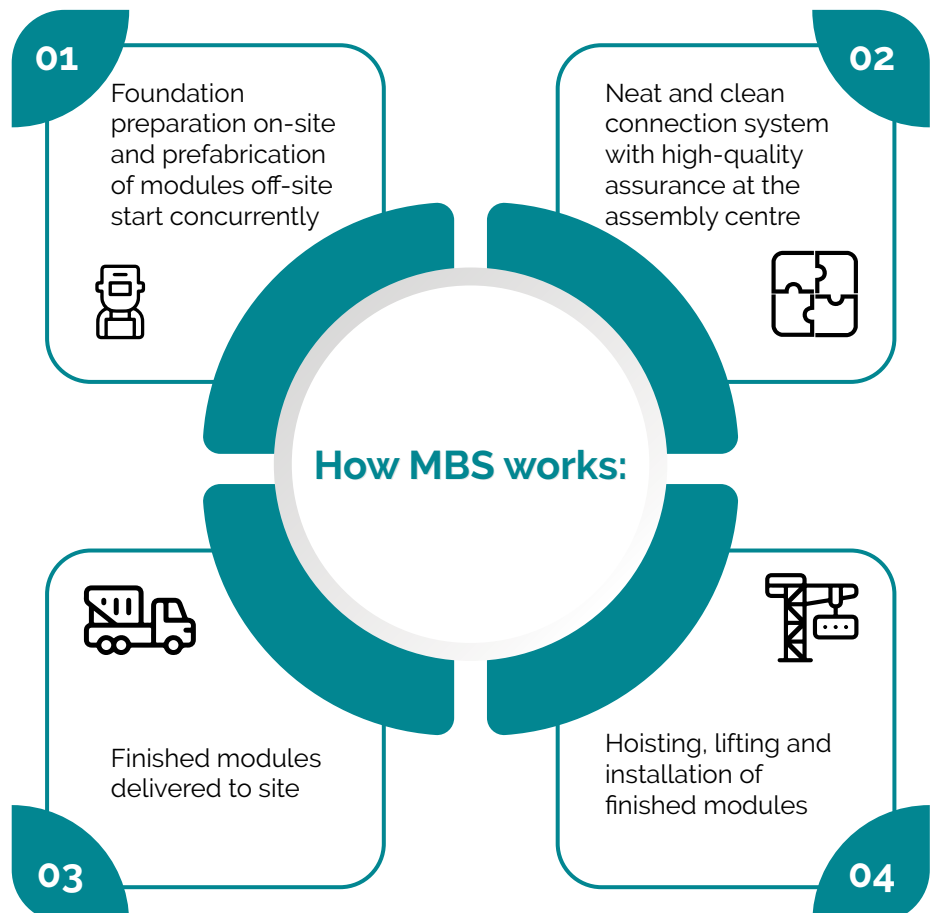 01
Foundation
preparation on-site
and prefabrication
of modules off-site
start concurrently
02
Neat and clean
connection system
with high-quality
assurance at the
assembly centre
How MBS works:
03
Finished modules
delivered to site
04
Hoisting, lifting and
installation of
finished modules